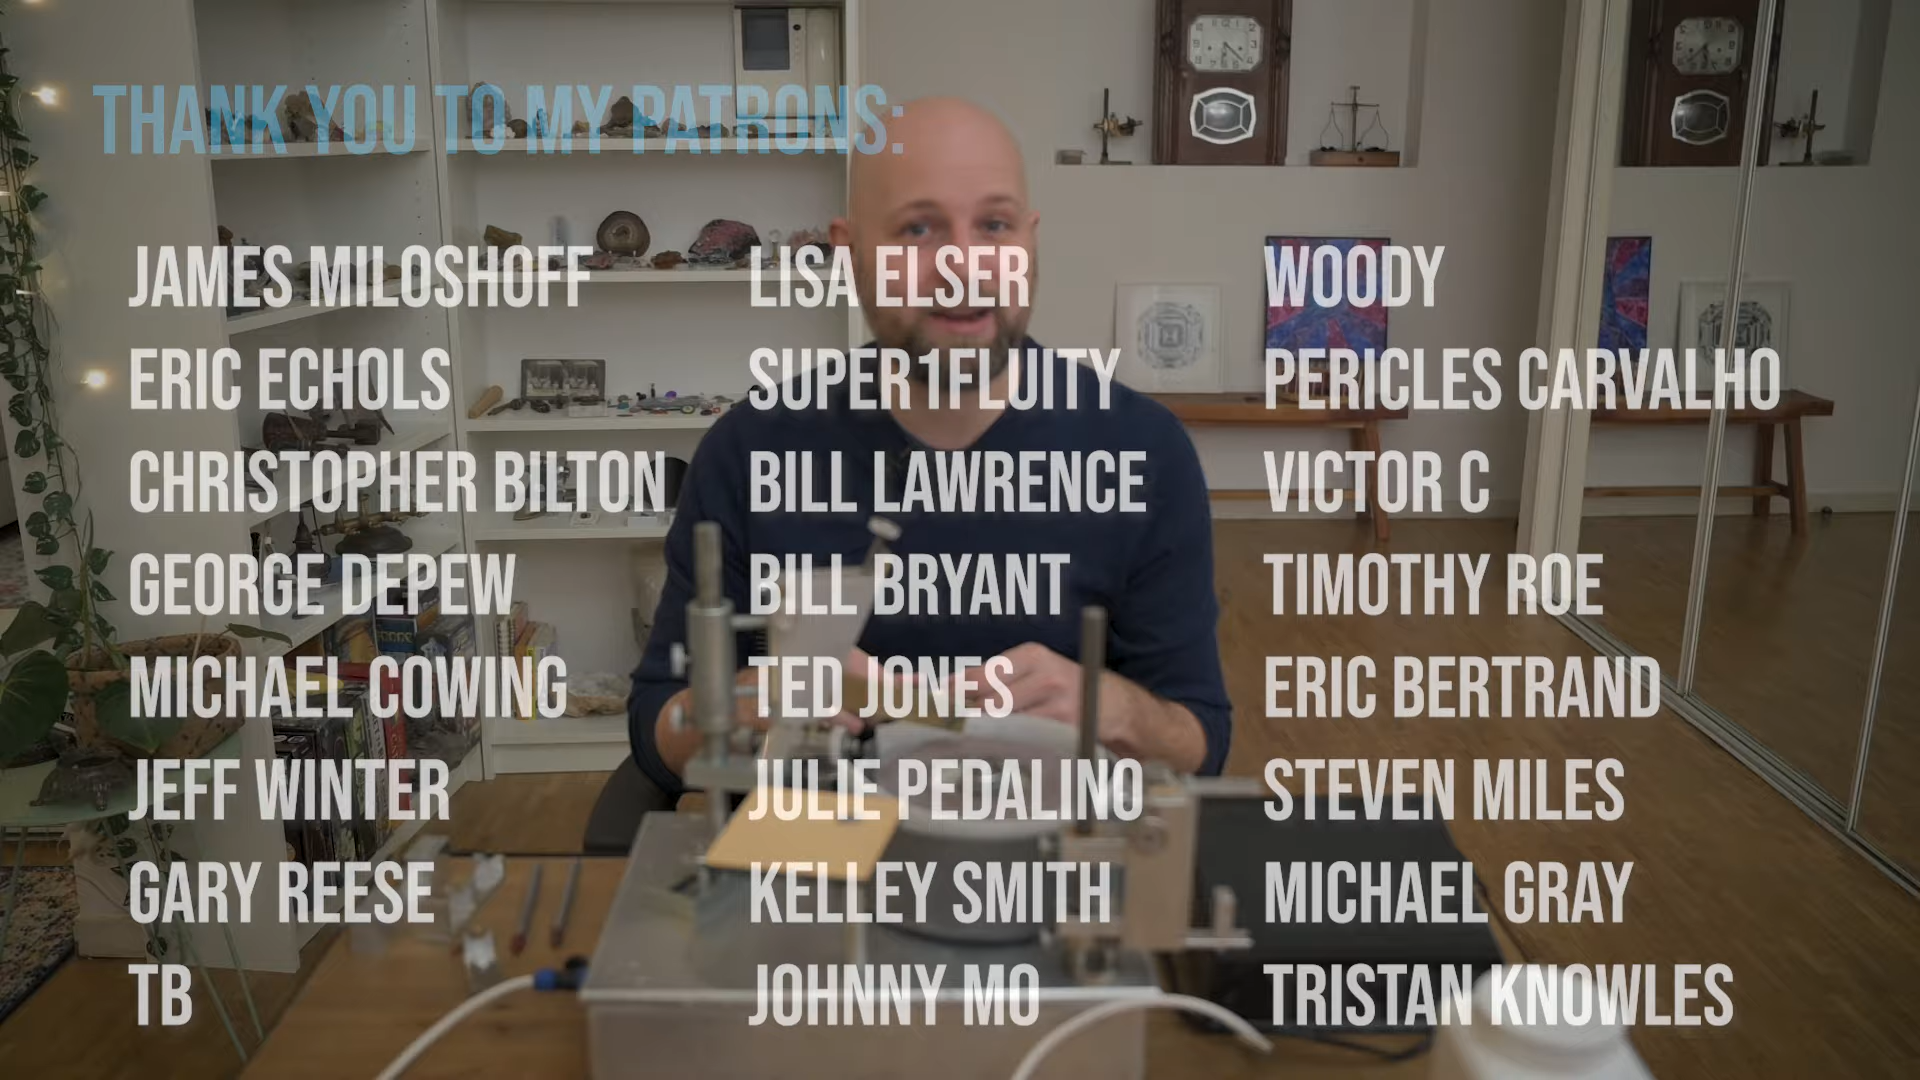 THANK YOU TO MY PATRONS:
JAMES MILOSHOFF
ERIC ECHOLS
CHRISTOPHER BILTON
GEORGE DEPEW
MICHAEL COWING
JEFF WINTER
GARY REESE
TB
LISA ELSER
SUPER1FLUITY
BILL LAWRENCE
BILL BRYANT
TED JONES
JULIE PEDALINO
KELLEY SMITH
JOHNNY MO
WOODY
PERICLES CARVALHO
VICTOR C
TIMOTHY ROE
ERIC BERTRAND
STEVEN MILES
MICHAEL GRAY
TRISTAN KNOWLES